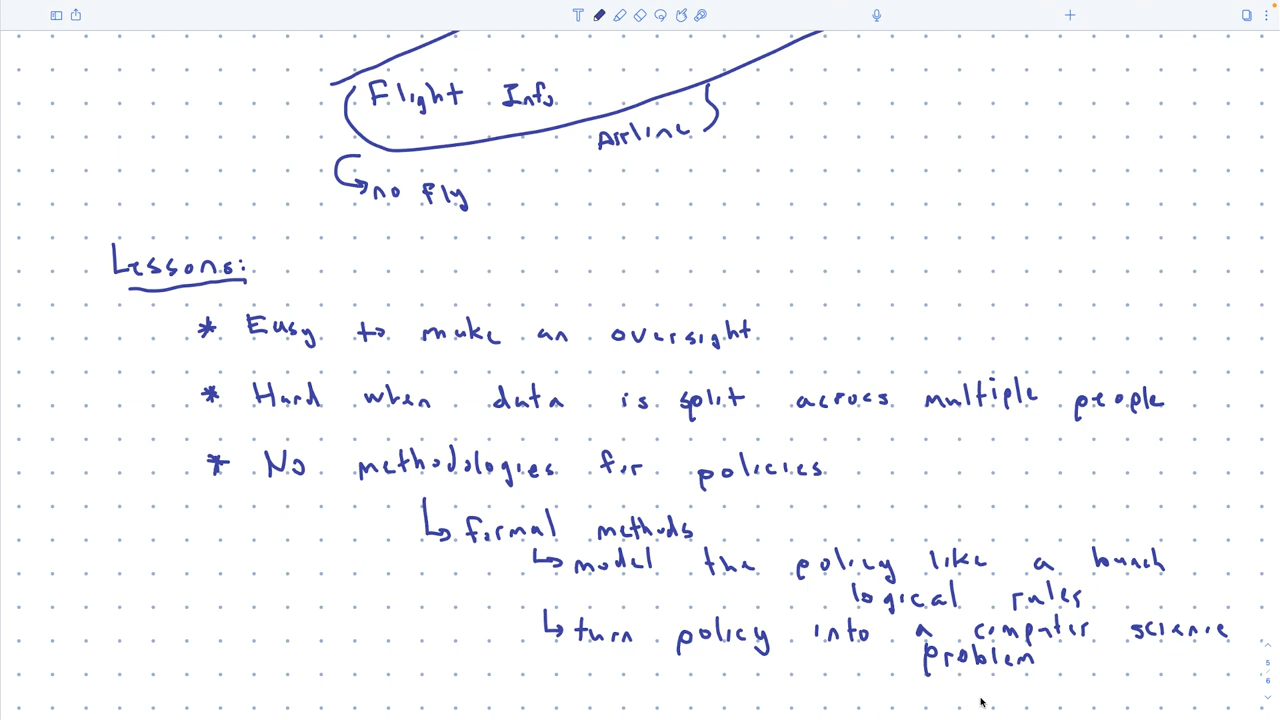 Flight Info
Airline
no fly
Lessons:
* Easy to make an oversight
* Hard when data is split across multiple people
* No methodologies for policies
↳ formal methods
↳ model the policy like a bunch
logical rules
↳ turn policy into a computer science
problem
5
6